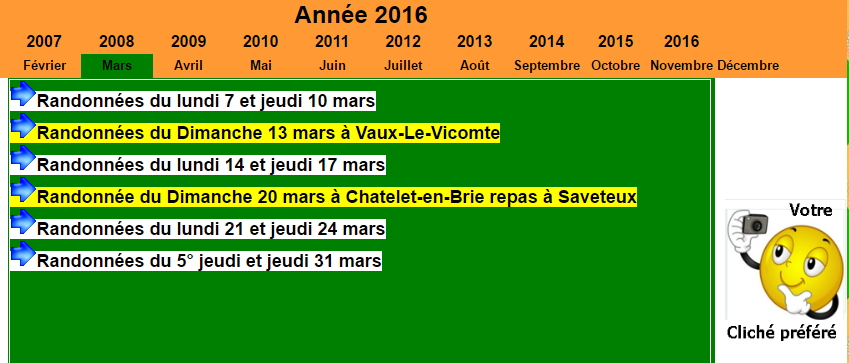 Année 2016
2007 2008 2009 2010 2011 2012 2013 2014 2015 2016
Février Mars Avril Mai Juin Juillet Août Septembre Octobre Novembre Décembre
Randonnées du lundi 7 et jeudi 10 mars
Randonnées du Dimanche 13 mars à Vaux-Le-Vicomte
Randonnées du lundi 14 et jeudi 17 mars
Randonnée du Dimanche 20 mars à Chatelet-en-Brie repas à Saveteux
Randonnées du lundi 21 et jeudi 24 mars
Randonnées du 5° jeudi et jeudi 31 mars
Votre
Cliché préféré